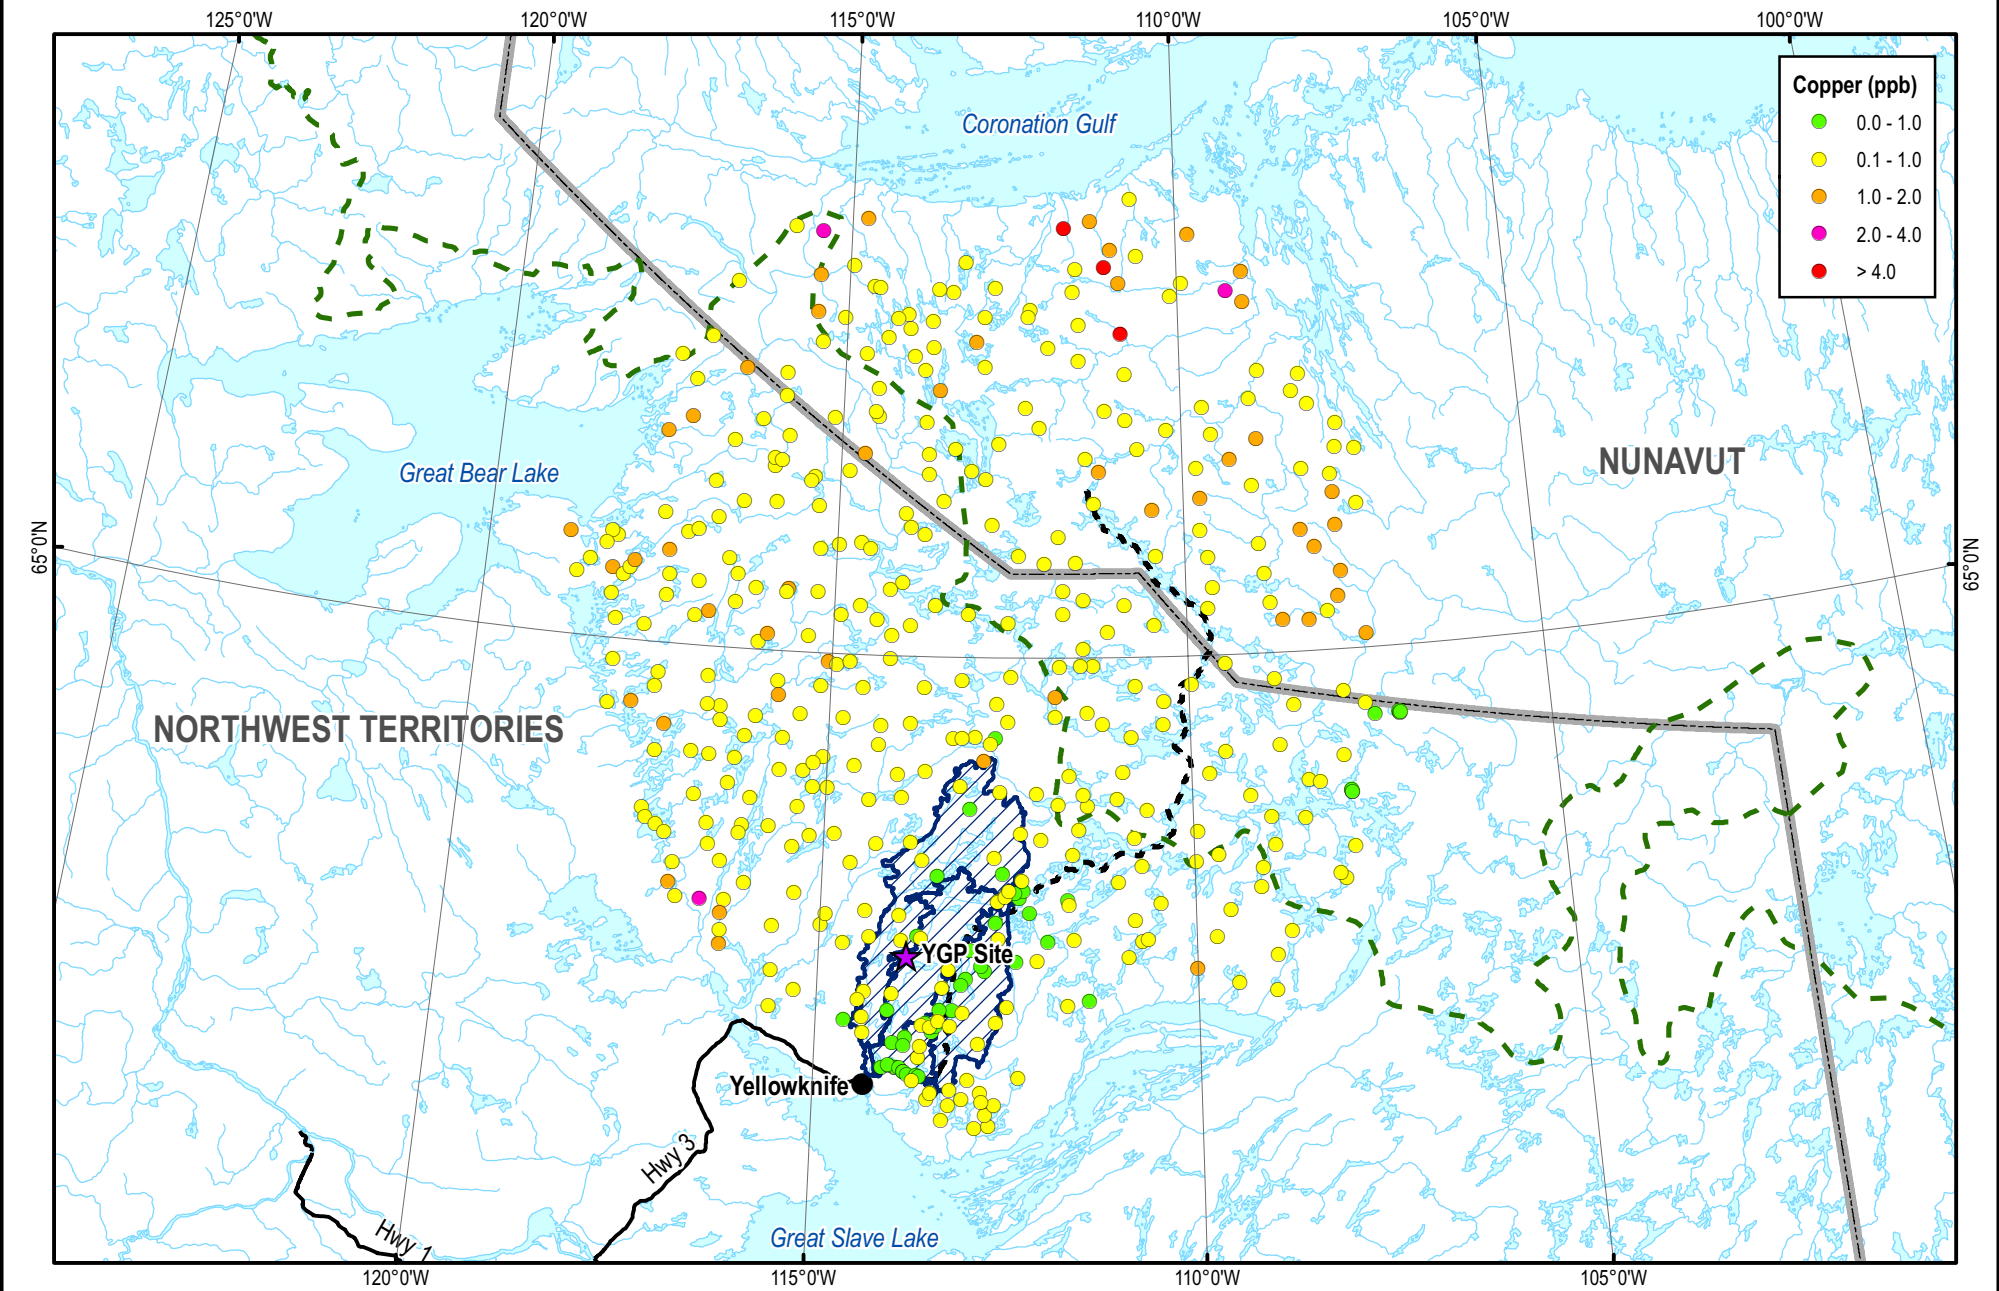 125°0'W 120°0'W 115°0'W 110°0'W 105°0'W 100°0'W
Copper (ppb)
0.0 - 1.0
0.1 - 1.0
1.0 - 2.0
2.0 - 4.0
> 4.0
Coronation Gulf
NUNAVUT
Great Bear Lake
65°0'N 65°0'N
NORTHWEST TERRITORIES
YGP Site
Yellowknife
Hwy 3
Hwy 1
Great Slave Lake
120°0'W 115°0'W 110°0'W 105°0'W